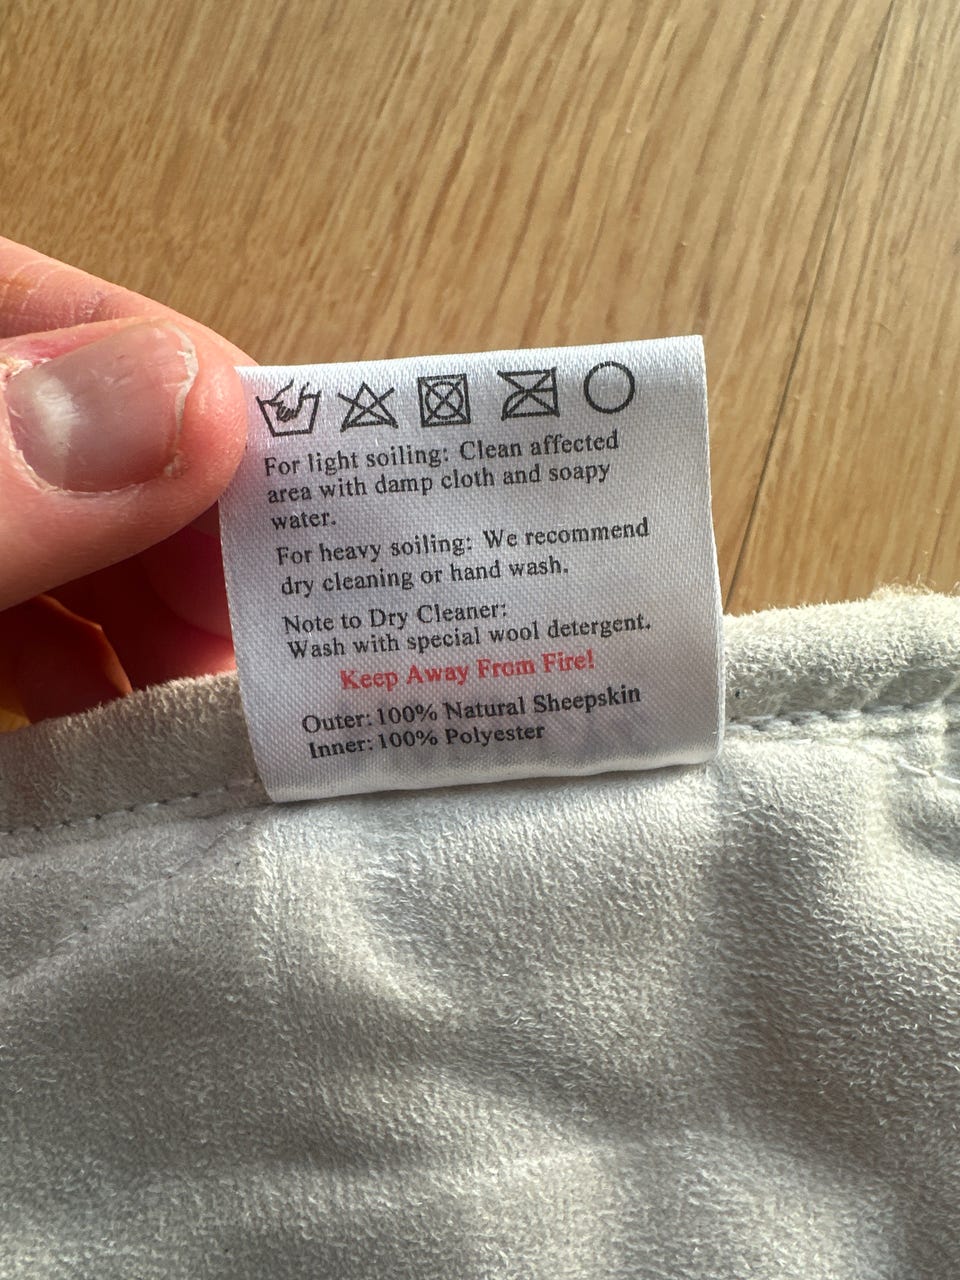 For light soiling: Clean affected
area with damp cloth and soapy
water.
For heavy soiling: We recommend
dry cleaning or hand wash.
Note to Dry Cleaner:
Wash with special wool detergent.
Keep Away From Fire!
Outer: 100% Natural Sheepskin
Inner: 100% Polyester